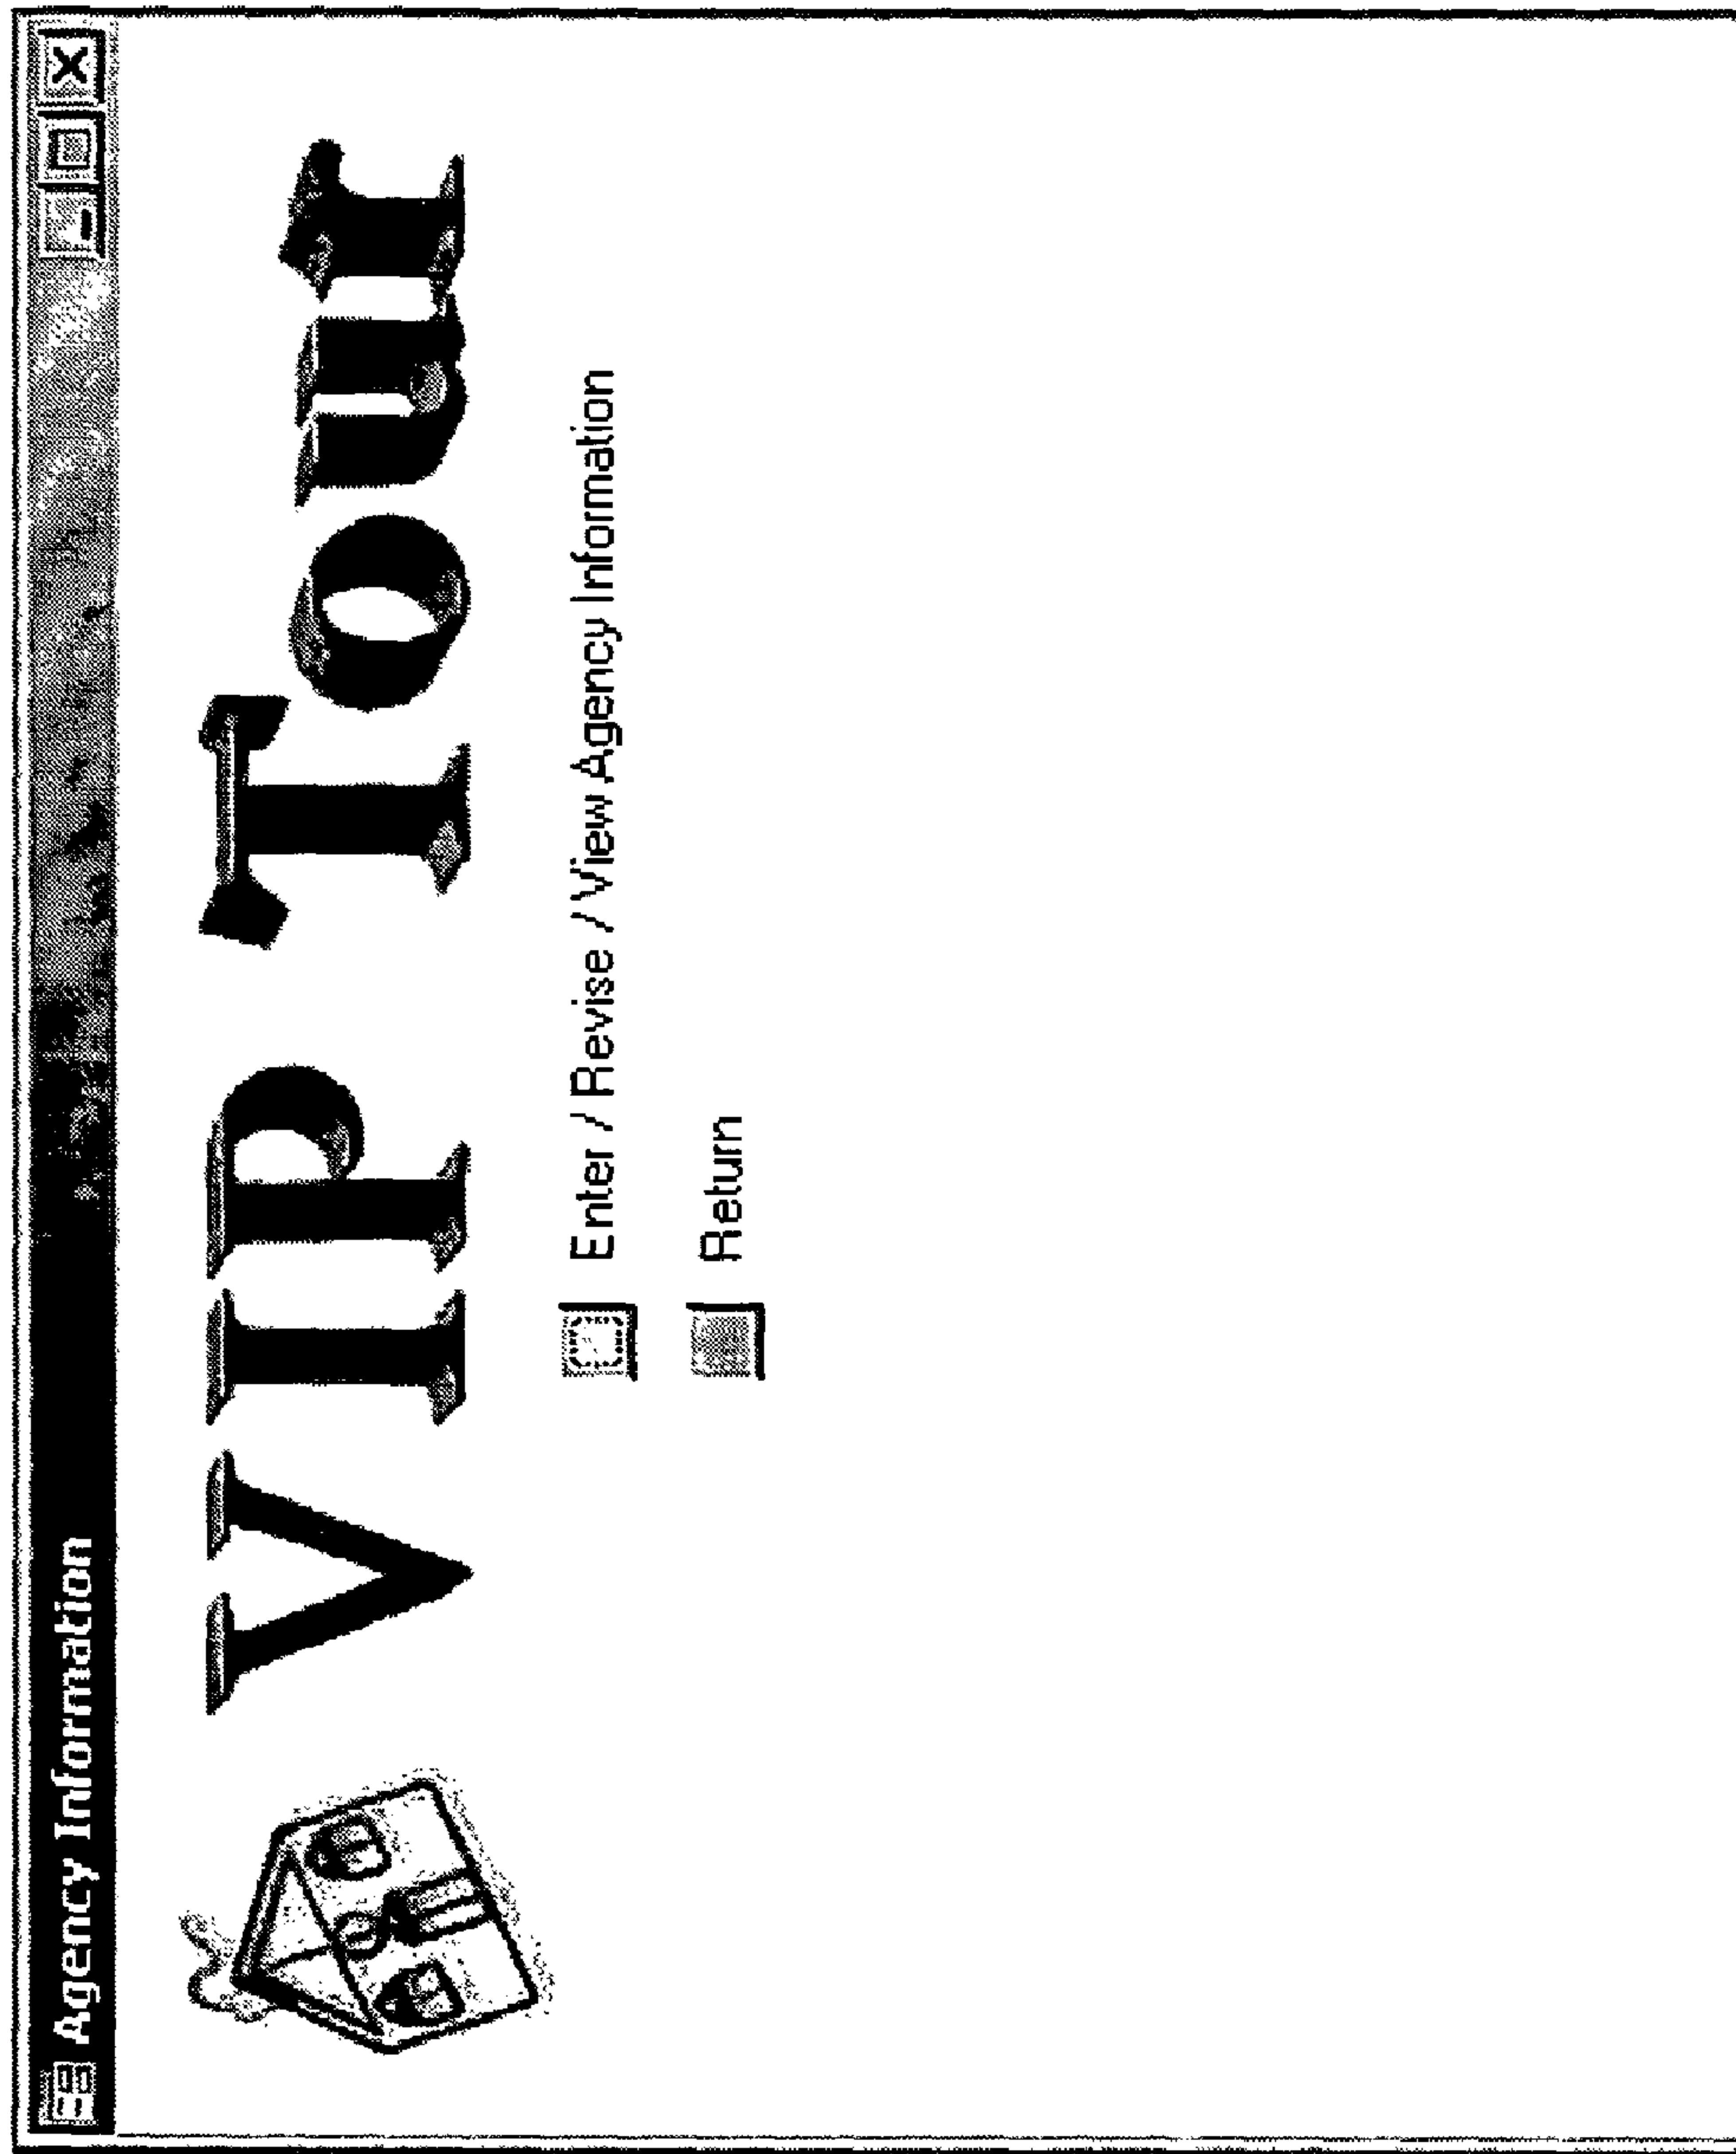 Agency Information
VIP Tour
Enter / Revise / View Agency Information
Return